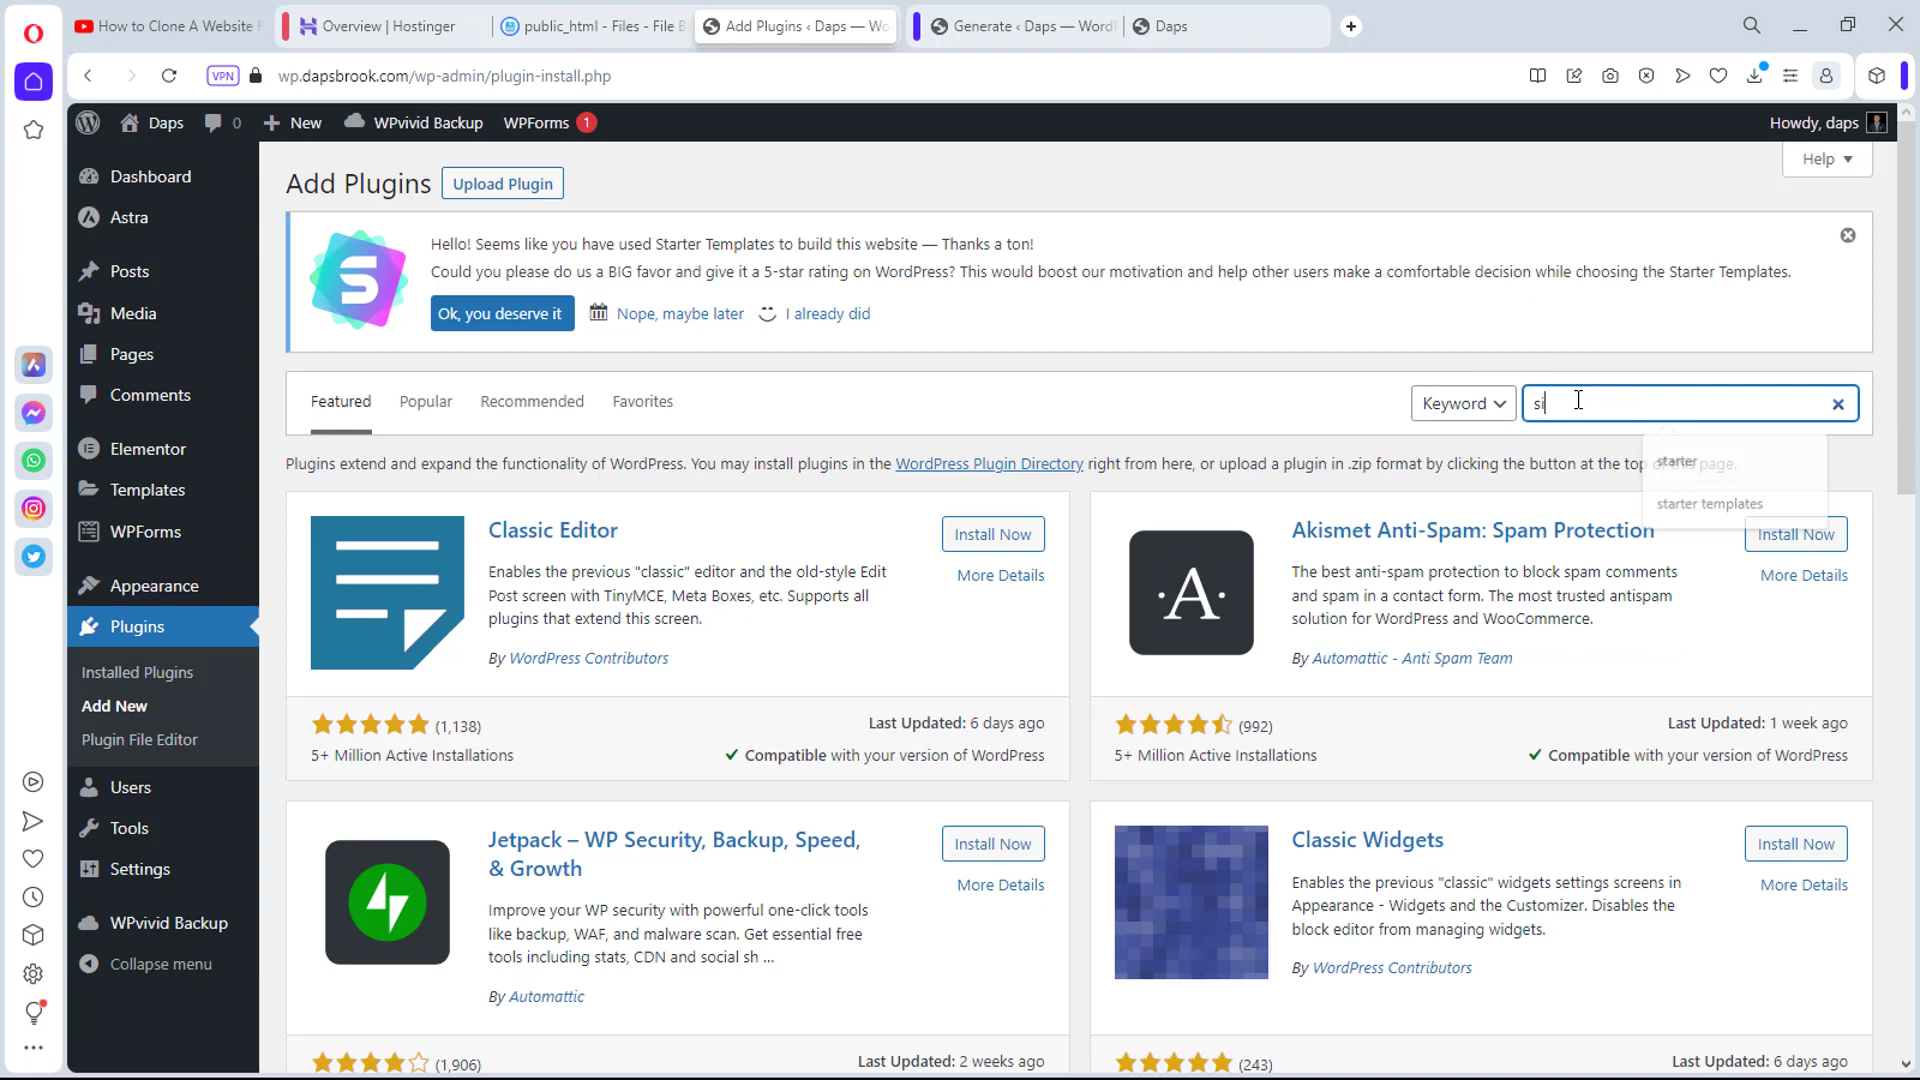 How to Clone A Website
Overview | Hostinger
public_html - Files - File B
Add Plugins ‹ Daps — Wo
Generate ‹ Daps — WordP
Daps
VPN
wp.dapsbrook.com/wp-admin/plugin-install.php
Daps
0
New
WPvivid Backup
WPForms
1
Howdy, daps
Help
Dashboard
Astra
Posts
Media
Pages
Comments
Elementor
Templates
WPForms
Appearance
Plugins
Installed Plugins
Add New
Plugin File Editor
Users
Tools
Settings
WPvivid Backup
Collapse menu
Add Plugins
Upload Plugin
S
Hello! Seems like you have used Starter Templates to build this website — Thanks a ton!
Could you please do us a BIG favor and give it a 5-star rating on WordPress? This would boost our motivation and help other users make a comfortable decision while choosing the Starter Templates.
Ok, you deserve it
Nope, maybe later
I already did
Featured
Popular
Recommended
Favorites
Keyword
si
starter
starter templates
Plugins extend and expand the functionality of WordPress. You may install plugins in the WordPress Plugin Directory right from here, or upload a plugin in .zip format by clicking the button at the top of this page.
Classic Editor
Install Now
More Details
Enables the previous "classic" editor and the old-style Edit
Post screen with TinyMCE, Meta Boxes, etc. Supports all
plugins that extend this screen.
By WordPress Contributors
(1,138)
Last Updated: 6 days ago
5+ Million Active Installations
Compatible with your version of WordPress
·A·
Akismet Anti-Spam: Spam Protection
Install Now
More Details
The best anti-spam protection to block spam comments
and spam in a contact form. The most trusted antispam
solution for WordPress and WooCommerce.
By Automattic - Anti Spam Team
(992)
Last Updated: 1 week ago
5+ Million Active Installations
Compatible with your version of WordPress
Jetpack – WP Security, Backup, Speed,
& Growth
Install Now
More Details
Improve your WP security with powerful one-click tools
like backup, WAF, and malware scan. Get essential free
tools including stats, CDN and social sh ...
By Automattic
(1,906)
Last Updated: 2 weeks ago
Classic Widgets
Install Now
More Details
Enables the previous "classic" widgets settings screens in
Appearance - Widgets and the Customizer. Disables the
block editor from managing widgets.
By WordPress Contributors
(243)
Last Updated: 6 days ago